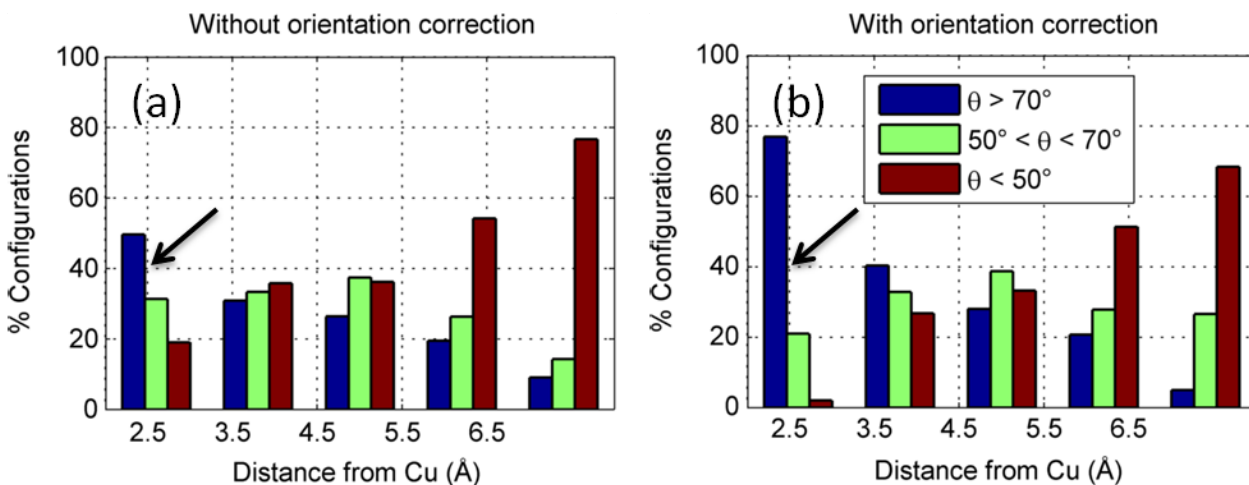 Without orientation correction
100
80
60
40
20
0
% Configurations
(a)
2.5 3.5 4.5 5.5 6.5
Distance from Cu (Å)
With orientation correction
100
80
60
40
20
0
% Configurations
(b)
θ > 70°
50° < θ < 70°
θ < 50°
2.5 3.5 4.5 5.5 6.5
Distance from Cu (Å)